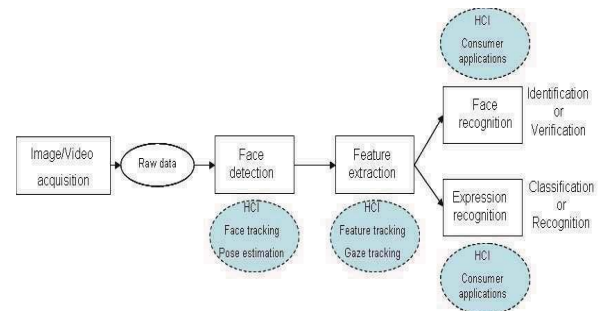 HCI
Consumer
applications
Face
recognition
Identification
or
Verification
Image/Video
acquisition
Raw data
Face
detection
Feature
extraction
HCI
Face tracking
Pose estimation
HCI
Feature tracking
Gaze tracking
Expression
recognition
Classification
or
Recognition
HCI
Consumer
applications